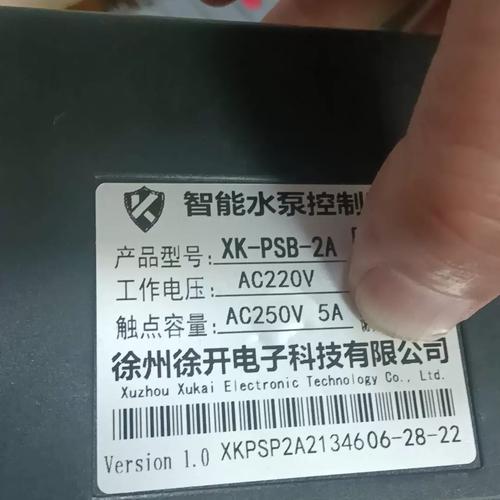 智能水泵控制
产品型号: XK-PSB-2A
工作电压: AC220V
触点容量: AC250V 5A
徐州徐开电子科技有限公司
Xuzhou Xukai Electronic Technology Co., Ltd.
Version 1.0 XKPSP2A2134606-28-22